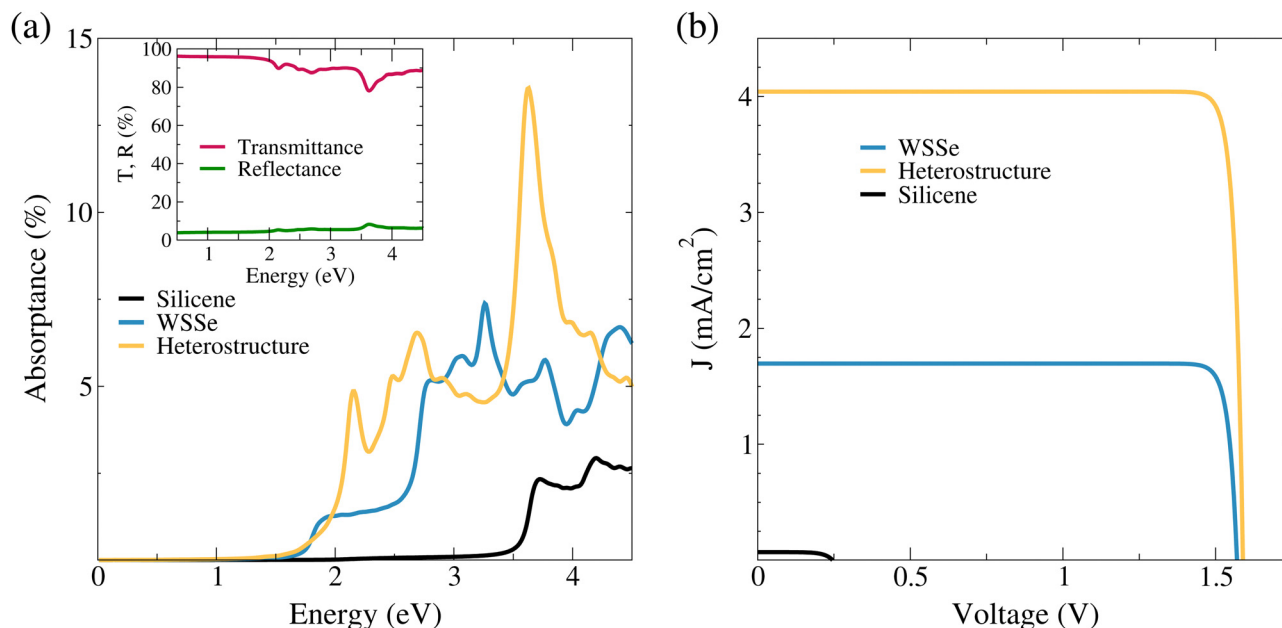 (a)
15
10
5
0
1
2
3
4
Absorptance (%)
Energy (eV)
100
80
60
40
20
0
1
2
3
4
T, R (%)
Energy (eV)
Transmittance
Reflectance
Silicene
WSSe
Heterostructure
(b)
4
3
2
1
0
0.5
1
1.5
J (mA/cm²)
Voltage (V)
WSSe
Heterostructure
Silicene